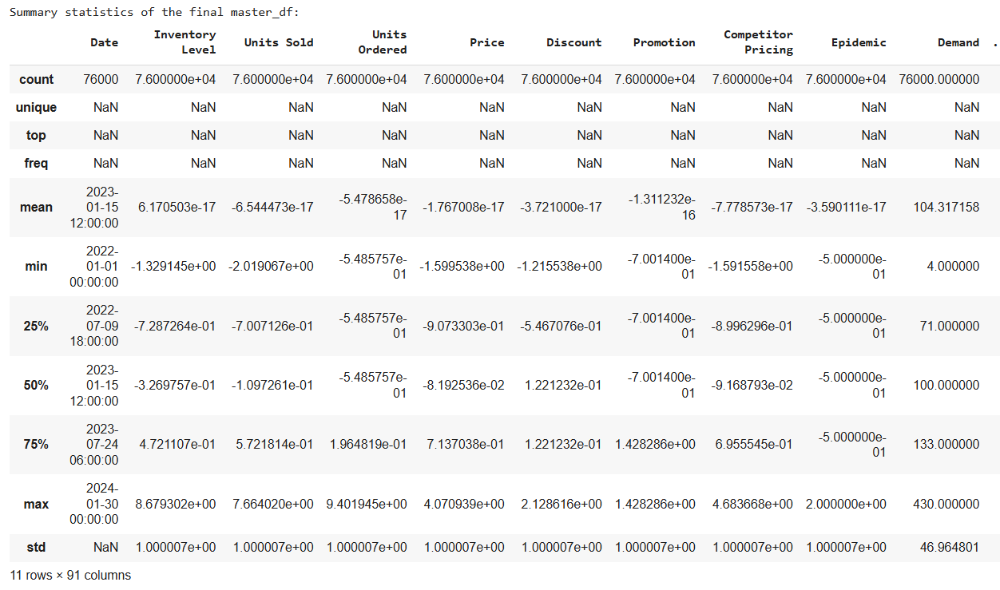 Summary statistics of the final master_df:
Date Inventory Level Units Sold Units Ordered Price Discount Promotion Competitor Pricing Epidemic Demand .
count 76000 7.600000e+04 7.600000e+04 7.600000e+04 7.600000e+04 7.600000e+04 7.600000e+04 7.600000e+04 7.600000e+04 76000.000000
unique NaN NaN NaN NaN NaN NaN NaN NaN NaN NaN
top NaN NaN NaN NaN NaN NaN NaN NaN NaN NaN
freq NaN NaN NaN NaN NaN NaN NaN NaN NaN NaN
mean 2023-01-15 12:00:00 6.170503e-17 -6.544473e-17 -5.478658e-17 -1.767008e-17 -3.721000e-17 -1.311232e-16 -7.778573e-17 -3.590111e-17 104.317158
min 2022-01-01 00:00:00 -1.329145e+00 -2.019067e+00 -5.485757e-01 -1.599538e+00 -1.215538e+00 -7.001400e-01 -1.591558e+00 -5.000000e-01 4.000000
25% 2022-07-09 18:00:00 -7.287264e-01 -7.007126e-01 -5.485757e-01 -9.073303e-01 -5.467076e-01 -7.001400e-01 -8.996296e-01 -5.000000e-01 71.000000
50% 2023-01-15 12:00:00 -3.269757e-01 -1.097261e-01 -5.485757e-01 -8.192536e-02 1.221232e-01 -7.001400e-01 -9.168793e-02 -5.000000e-01 100.000000
75% 2023-07-24 06:00:00 4.721107e-01 5.721814e-01 1.964819e-01 7.137038e-01 1.221232e-01 1.428286e+00 6.955545e-01 -5.000000e-01 133.000000
max 2024-01-30 00:00:00 8.679302e+00 7.664020e+00 9.401945e+00 4.070939e+00 2.128616e+00 1.428286e+00 4.683668e+00 2.000000e+00 430.000000
std NaN 1.000007e+00 1.000007e+00 1.000007e+00 1.000007e+00 1.000007e+00 1.000007e+00 1.000007e+00 1.000007e+00 46.964801
11 rows × 91 columns